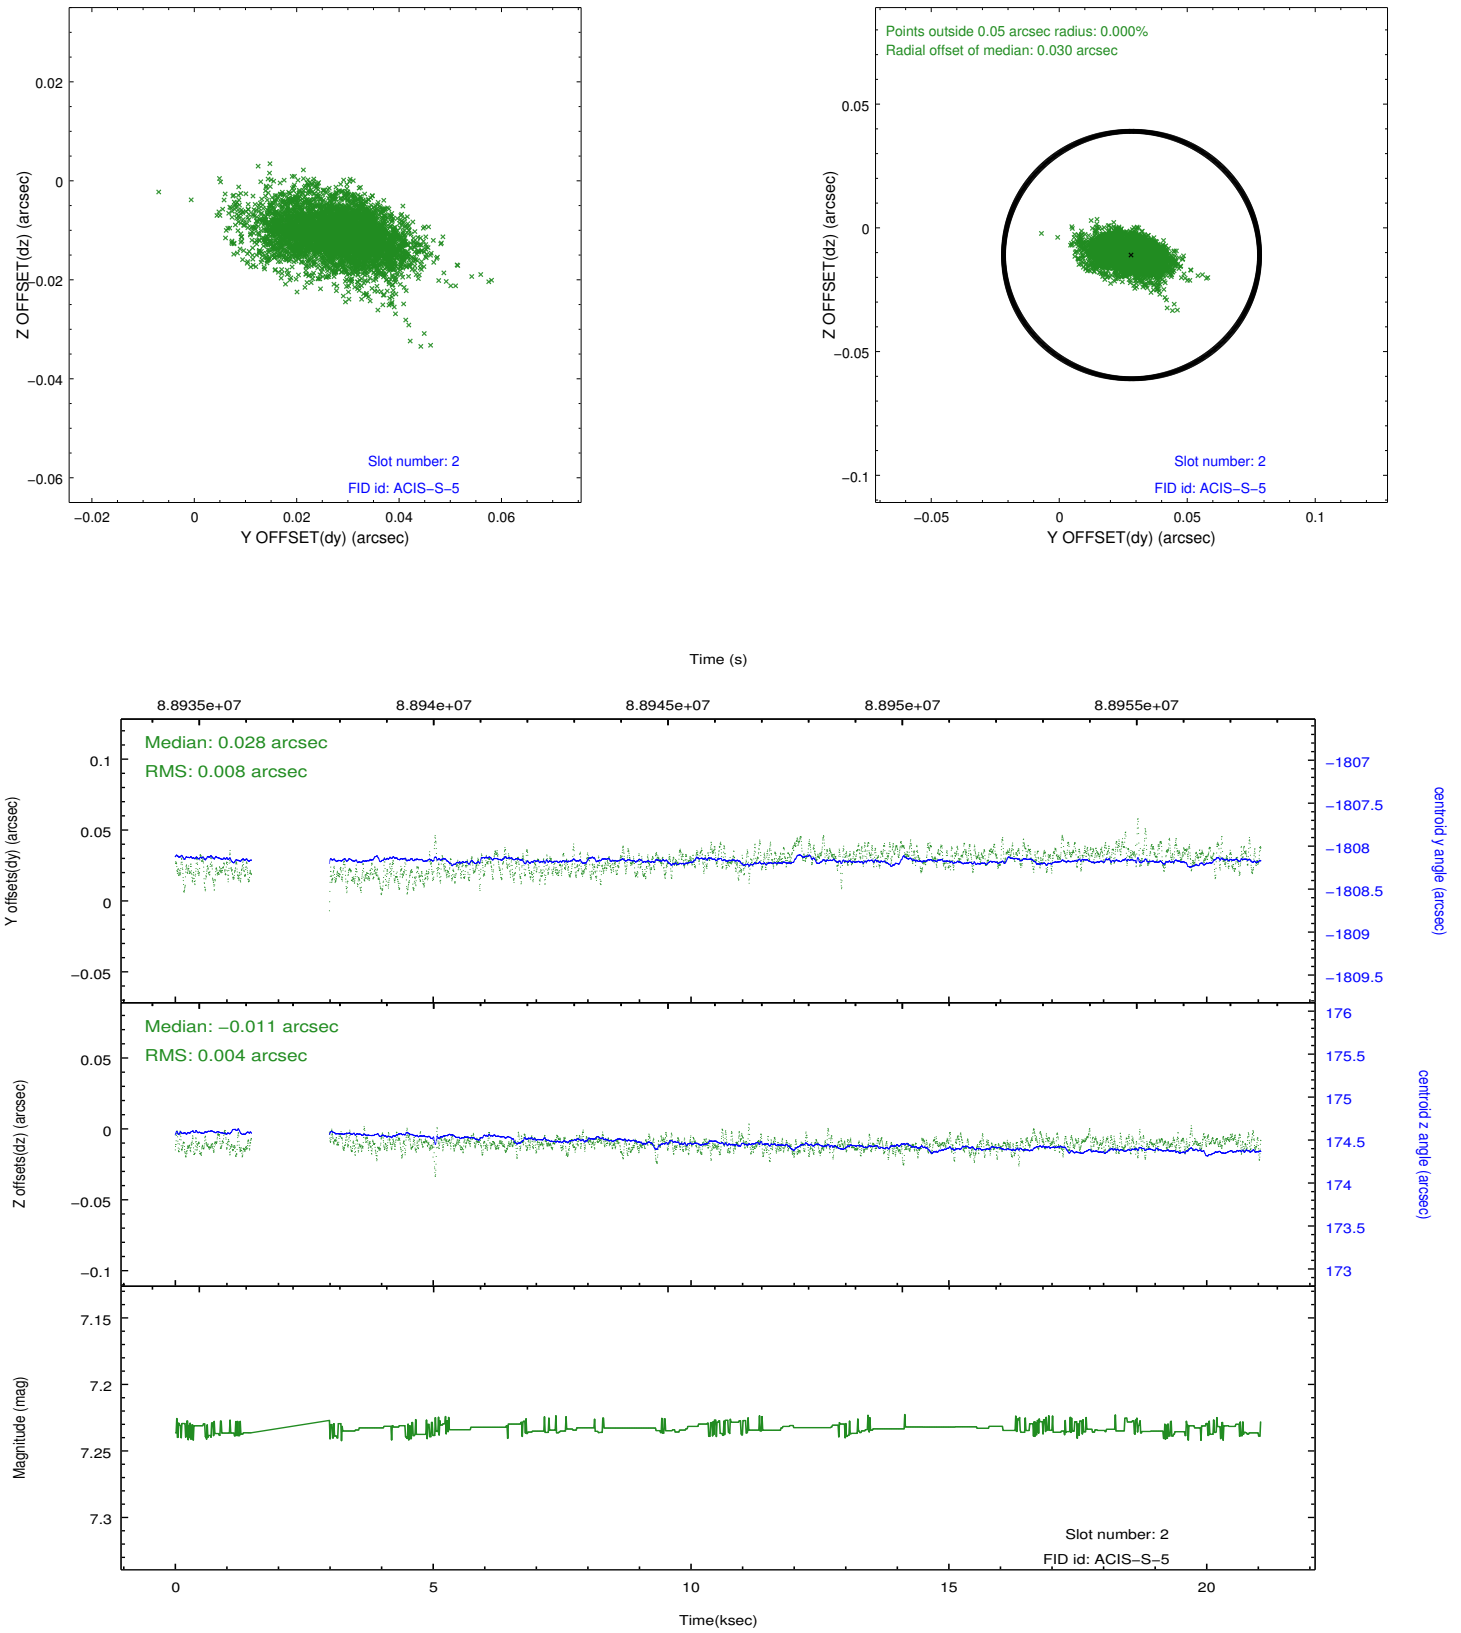 0.02
0
−0.02
−0.04
−0.06
Z OFFSET(dz) (arcsec)
Slot number: 2
FID id: ACIS−S−5
−0.02 0 0.02 0.04 0.06
Y OFFSET(dy) (arcsec)
Points outside 0.05 arcsec radius: 0.000%
Radial offset of median: 0.030 arcsec
0.05
0
−0.05
−0.1
Z OFFSET(dz) (arcsec)
Slot number: 2
FID id: ACIS−S−5
−0.05 0 0.05 0.1
Y OFFSET(dy) (arcsec)
Time (s)
8.8935e+07 8.894e+07 8.8945e+07 8.895e+07 8.8955e+07
Median: 0.028 arcsec
RMS: 0.008 arcsec
0.1
0.05
0
−0.05
Y offsets(dy) (arcsec)
−1807
−1807.5
−1808
−1808.5
−1809
−1809.5
centroid y angle (arcsec)
Median: −0.011 arcsec
RMS: 0.004 arcsec
0.05
0
−0.05
−0.1
Z offsets(dz) (arcsec)
176
175.5
175
174.5
174
173.5
173
centroid z angle (arcsec)
7.15
7.2
7.25
7.3
Magnitude (mag)
Slot number: 2
FID id: ACIS−S−5
0 5 10 15 20
Time(ksec)